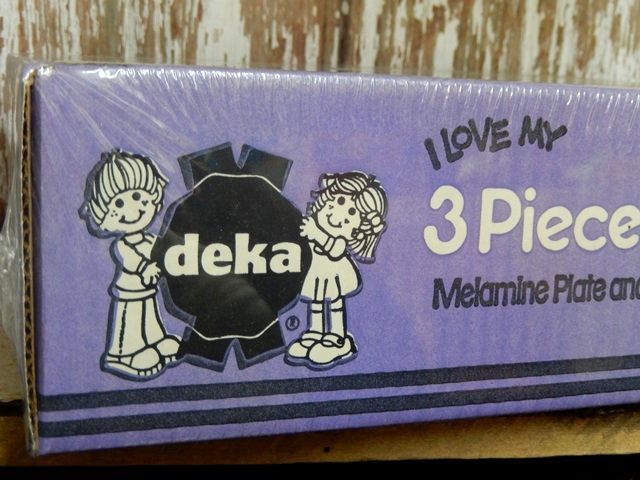 deka
®
I LOVE MY
3 Piece
Melamine Plate and